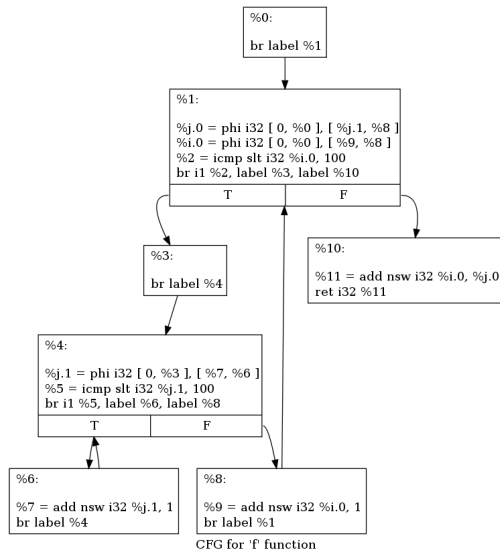 %0:
br label %1
%1:
%j.0 = phi i32 [ 0, %0 ], [ %j.1, %8 ]
%i.0 = phi i32 [ 0, %0 ], [ %9, %8 ]
%2 = icmp slt i32 %i.0, 100
br i1 %2, label %3, label %10
T F
%3:
br label %4
%10:
%11 = add nsw i32 %i.0, %j.0
ret i32 %11
%4:
%j.1 = phi i32 [ 0, %3 ], [ %7, %6 ]
%5 = icmp slt i32 %j.1, 100
br i1 %5, label %6, label %8
T F
%6:
%7 = add nsw i32 %j.1, 1
br label %4
%8:
%9 = add nsw i32 %i.0, 1
br label %1
CFG for 'f' function